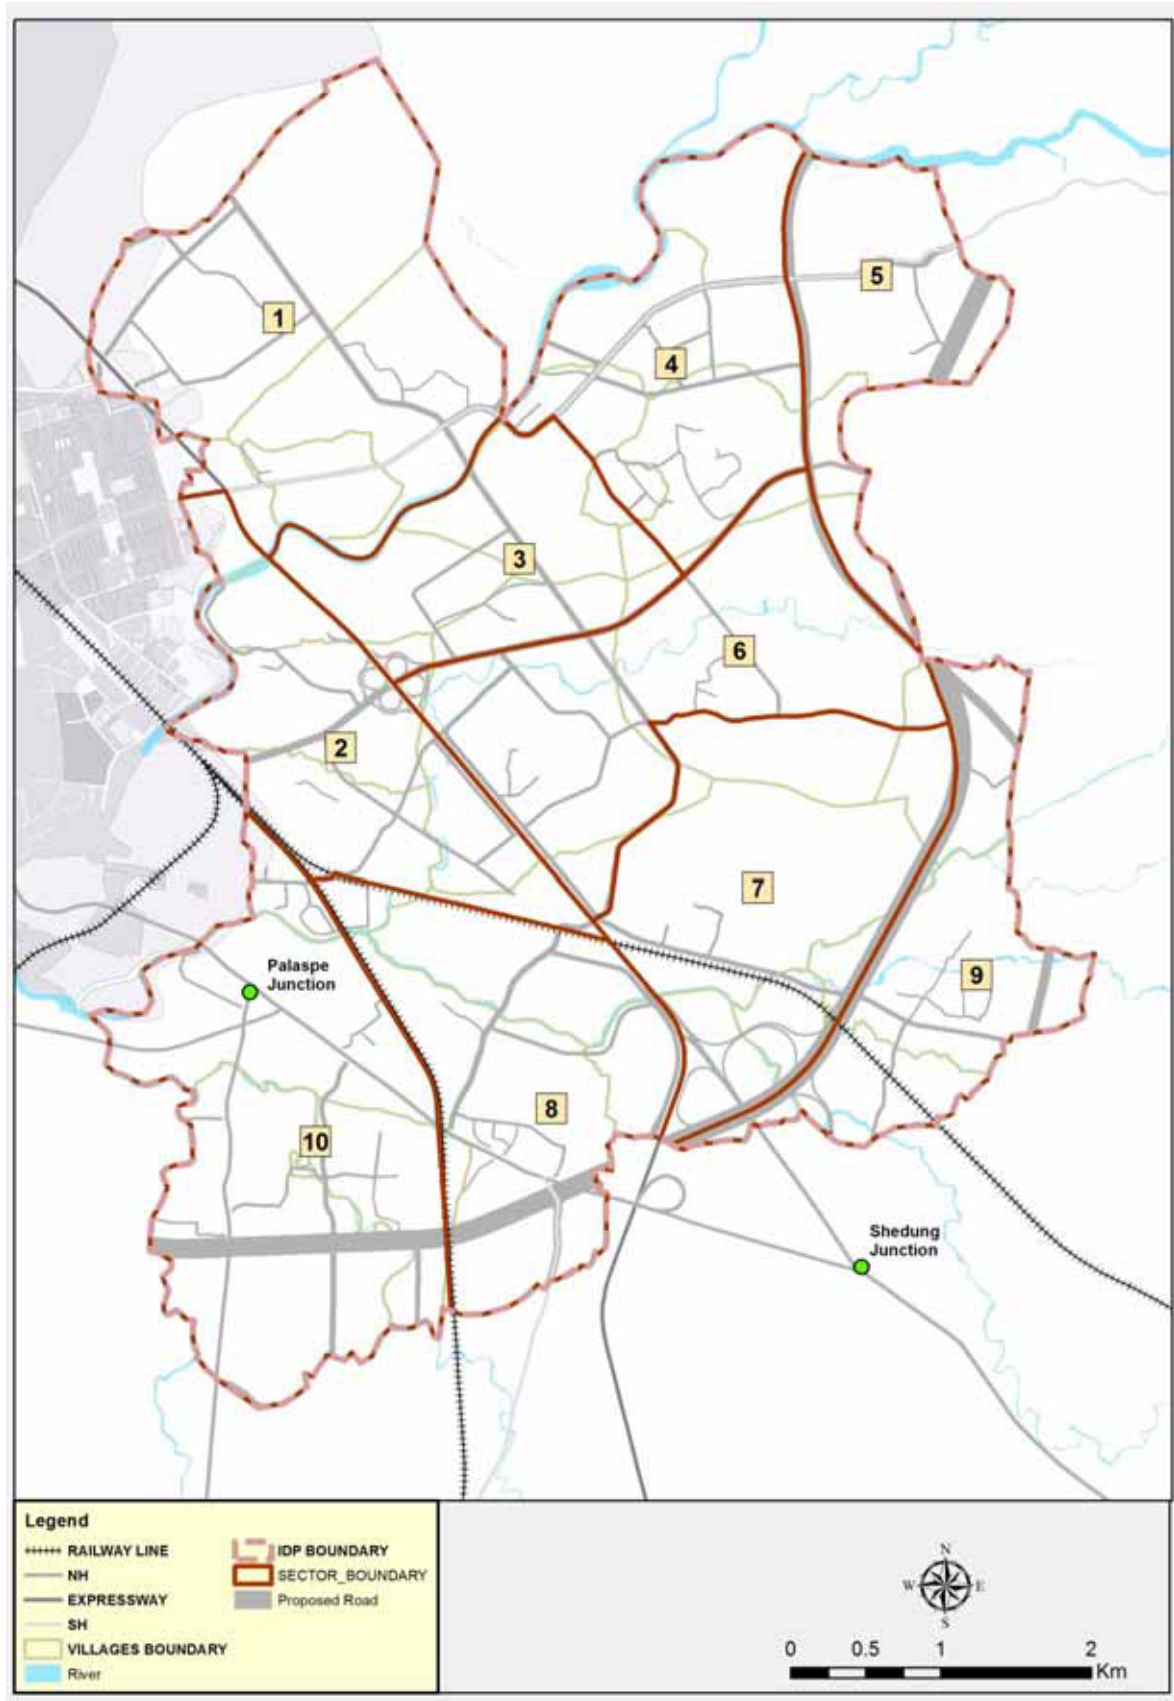 1
5
4
3
6
2
7
9
Palaspe
Junction
8
10
Shedung
Junction
Legend
RAILWAY LINE
NH
EXPRESSWAY
SH
VILLAGES BOUNDARY
River
IDP BOUNDARY
SECTOR_BOUNDARY
Proposed Road
N
W E
S
0 0.5 1 2
Km